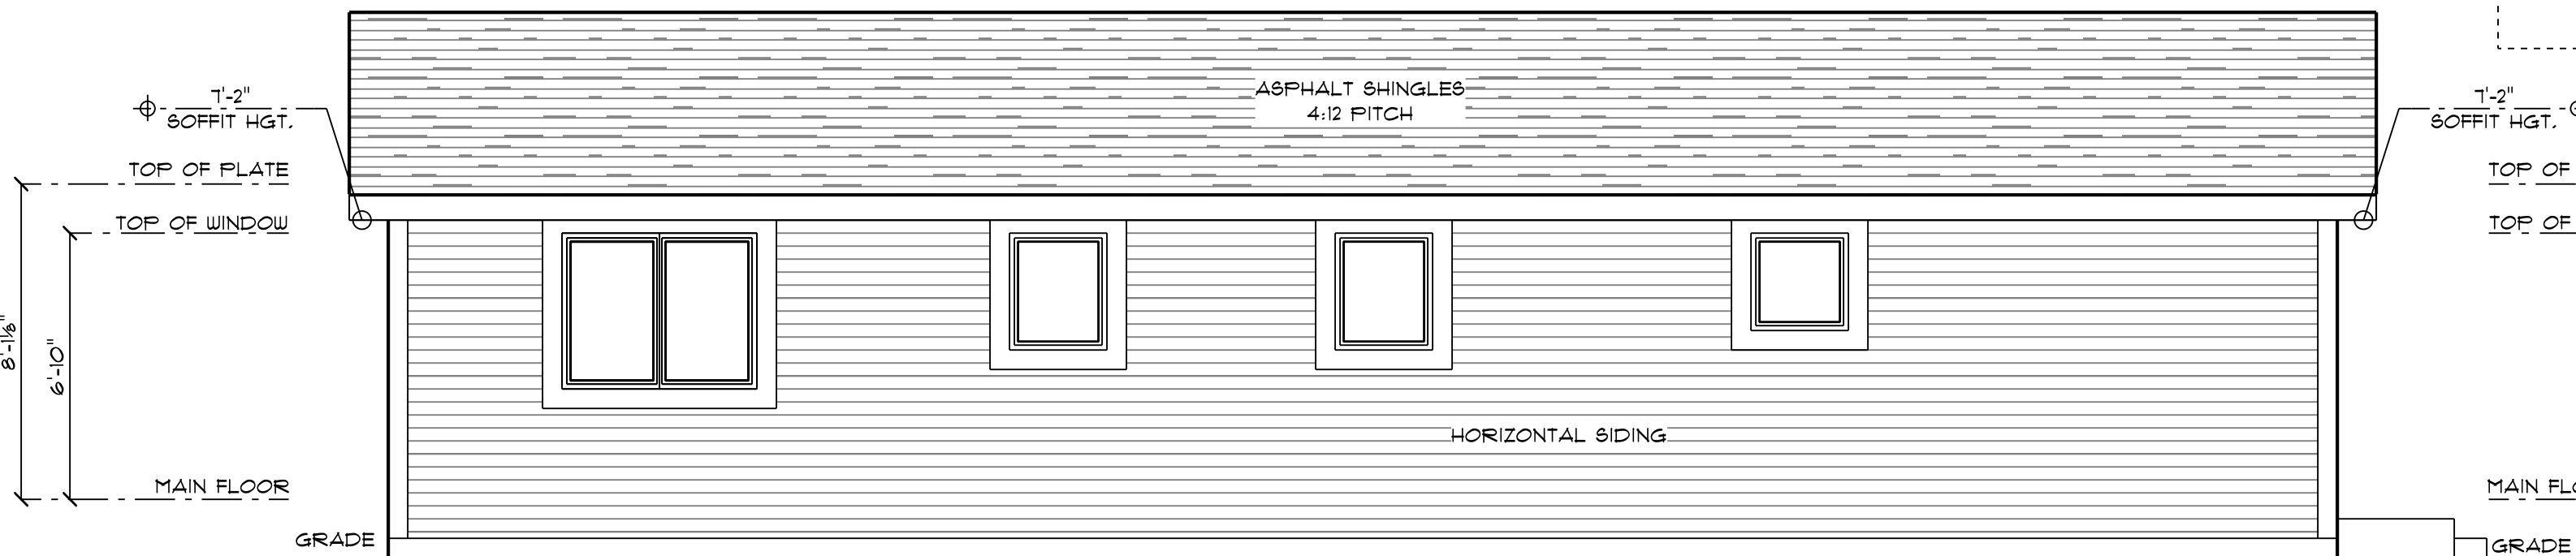 ASPHALT SHINGLES
4:12 PITCH
7'-2"
SOFFIT HGT.
TOP OF PLATE
TOP OF WINDOW
8'-1⅛"
6'-10"
MAIN FLOOR
GRADE
HORIZONTAL SIDING
7'-2"
SOFFIT HGT.
TOP OF
TOP OF
MAIN
GRADE